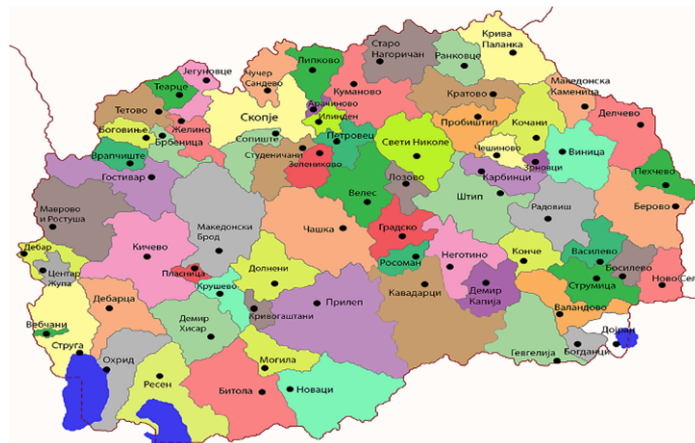 Крива
Паланка
Старо
Нагоричан
Ранковце
Липково
Чучер
Сандево
Јегуновце
Теарце
Куманово
Кратово
Македонска
Каменица
Тетово
Арачиново
Илинден
Скопје
Пробиштип
Кочани
Делчево
Желино
Боговиње
Брвеница
Сопиште
Петровец
Студеничани
Свети Николе
Чешиново
Виница
Врапчиште
Зелениково
Зрновци
Гостивар
Лозово
Карбинци
Пехчево
Велес
Штип
Берово
Маврово
и Ростуша
Македонски
Брод
Чашка
Градско
Радовиш
Кичево
Дебар
Центар
Жупа
Пласница
Долнени
Росоман
Неготино
Конче
Василево
Босилево
Струмица
Ново Сел
Крушево
Прилеп
Кавадарци
Демир
Капија
Дебарца
Кривогаштани
Валандово
Вевчани
Демир
Хисар
Дојран
Струга
Охрид
Могила
Гевгелија
Богданци
Ресен
Битола
Новаци